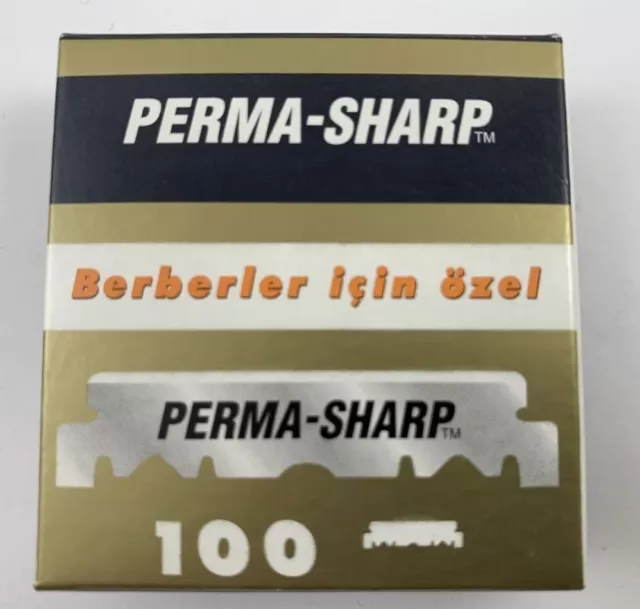 PERMA-SHARP™
Berberler için özel
PERMA-SHARP™
100